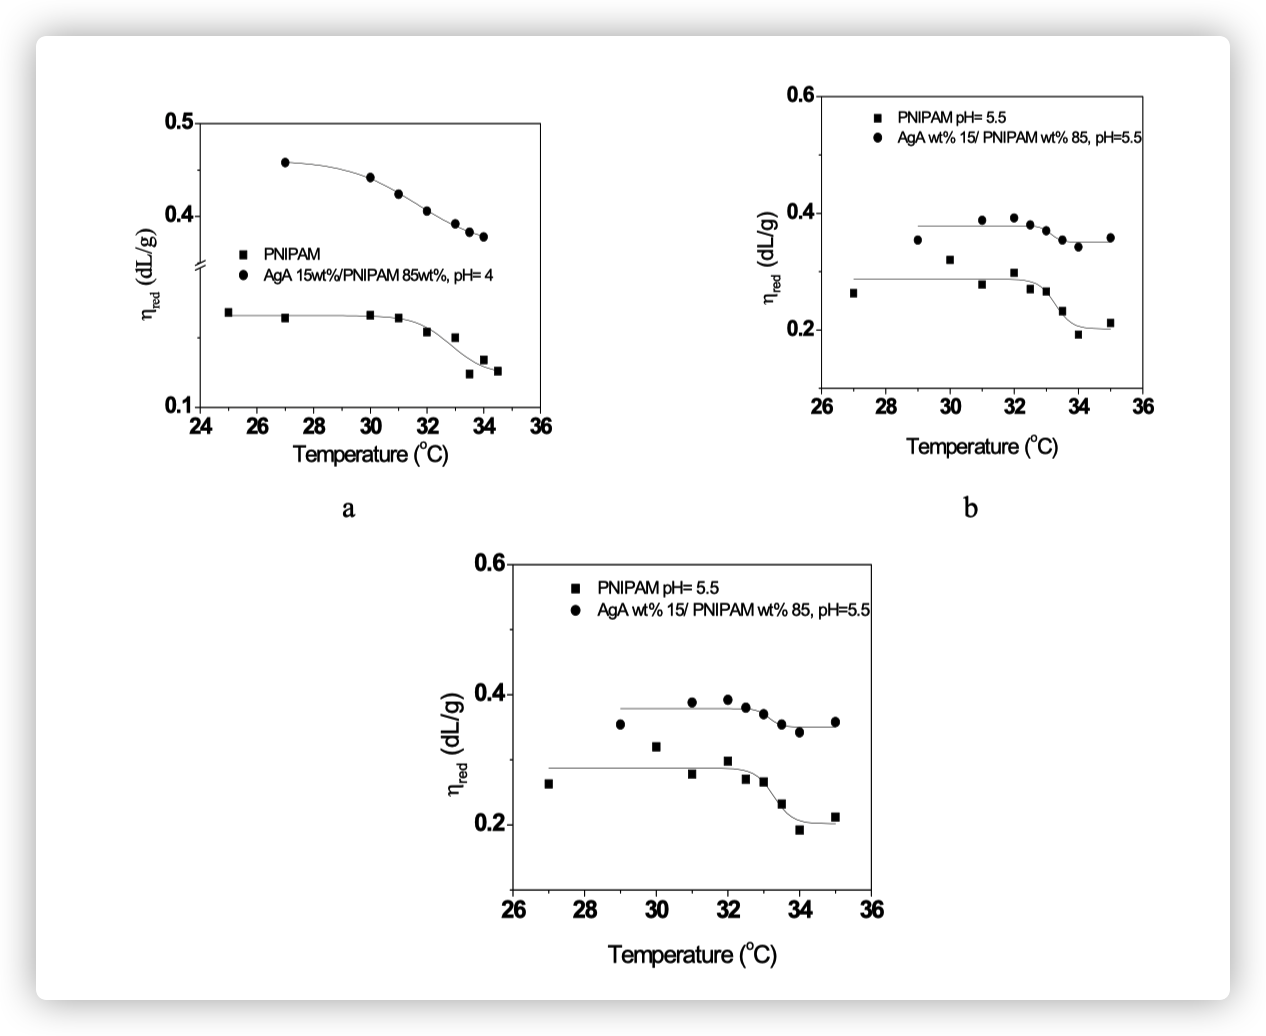 0.5
0.4
0.1
ηred (dL/g)
PNIPAM
AgA 15wt%/PNIPAM 85wt%, pH= 4
24 26 28 30 32 34 36
Temperature (°C)
a
0.6
0.4
0.2
ηred (dL/g)
PNIPAM pH= 5.5
AgA wt% 15/ PNIPAM wt% 85, pH=5.5
26 28 30 32 34 36
Temperature (°C)
b
0.6
0.4
0.2
ηred (dL/g)
PNIPAM pH= 5.5
AgA wt% 15/ PNIPAM wt% 85, pH=5.5
26 28 30 32 34 36
Temperature (°C)